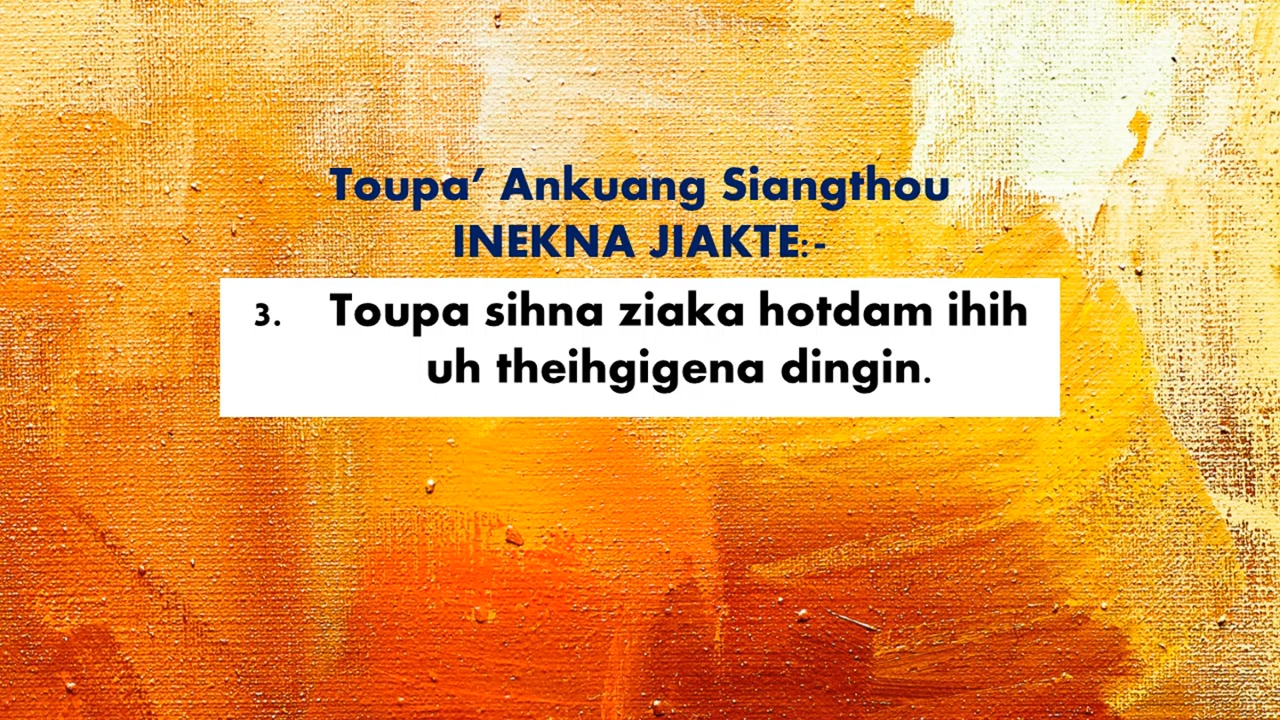 Toupa’ Ankuang Siangthou
INEKNA JIAKTE:-
3. Toupa sihna ziaka hotdam ihih
uh theihgigena dingin.